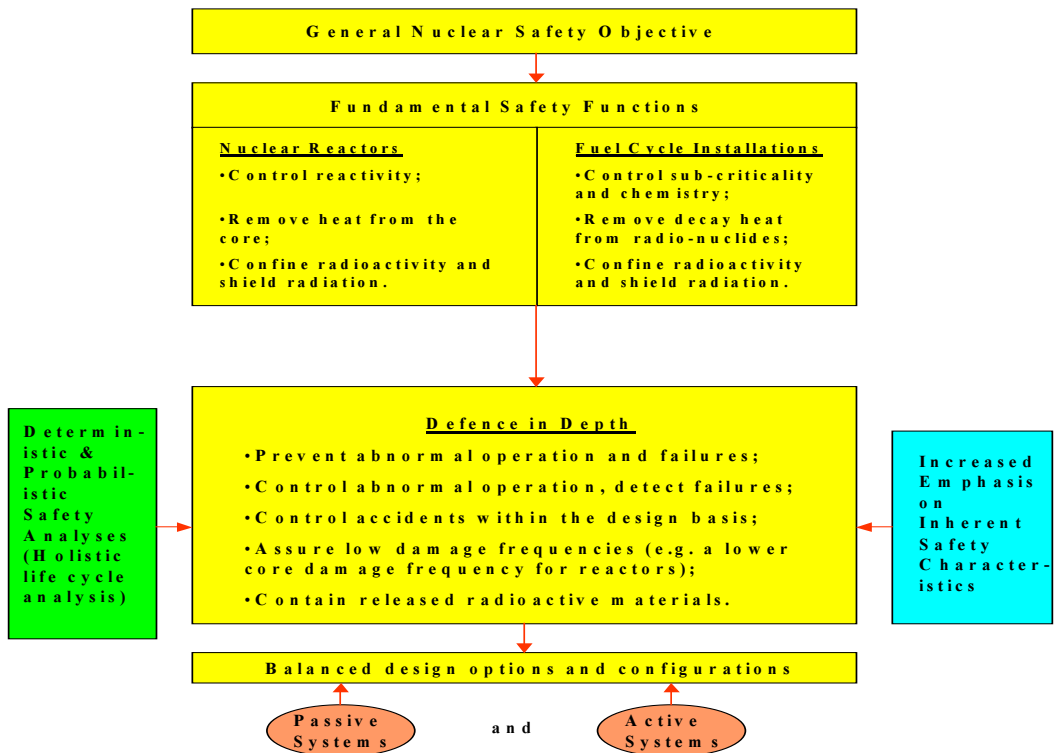 General Nuclear Safety Objective
Fundamental Safety Functions
Nuclear Reactors
•Control reactivity;
•Remove heat from the
core;
•Confine radioactivity and
shield radiation.
Fuel Cycle Installations
•Control sub-criticality
and chemistry;
•Remove decay heat
from radio-nuclides;
•Confine radioactivity
and shield radiation.
Determin-
istic &
Probabil-
istic
Safety
Analyses
(Holistic
life cycle
analysis)
Defence in Depth
•Prevent abnormal operation and failures;
•Control abnormal operation, detect failures;
•Control accidents within the design basis;
•Assure low damage frequencies (e.g. a lower
core damage frequency for reactors);
•Contain released radioactive materials.
Increased
Emphasis
on
Inherent
Safety
Character-
istics
Balanced design options and configurations
Passive
Systems
and
Active
Systems